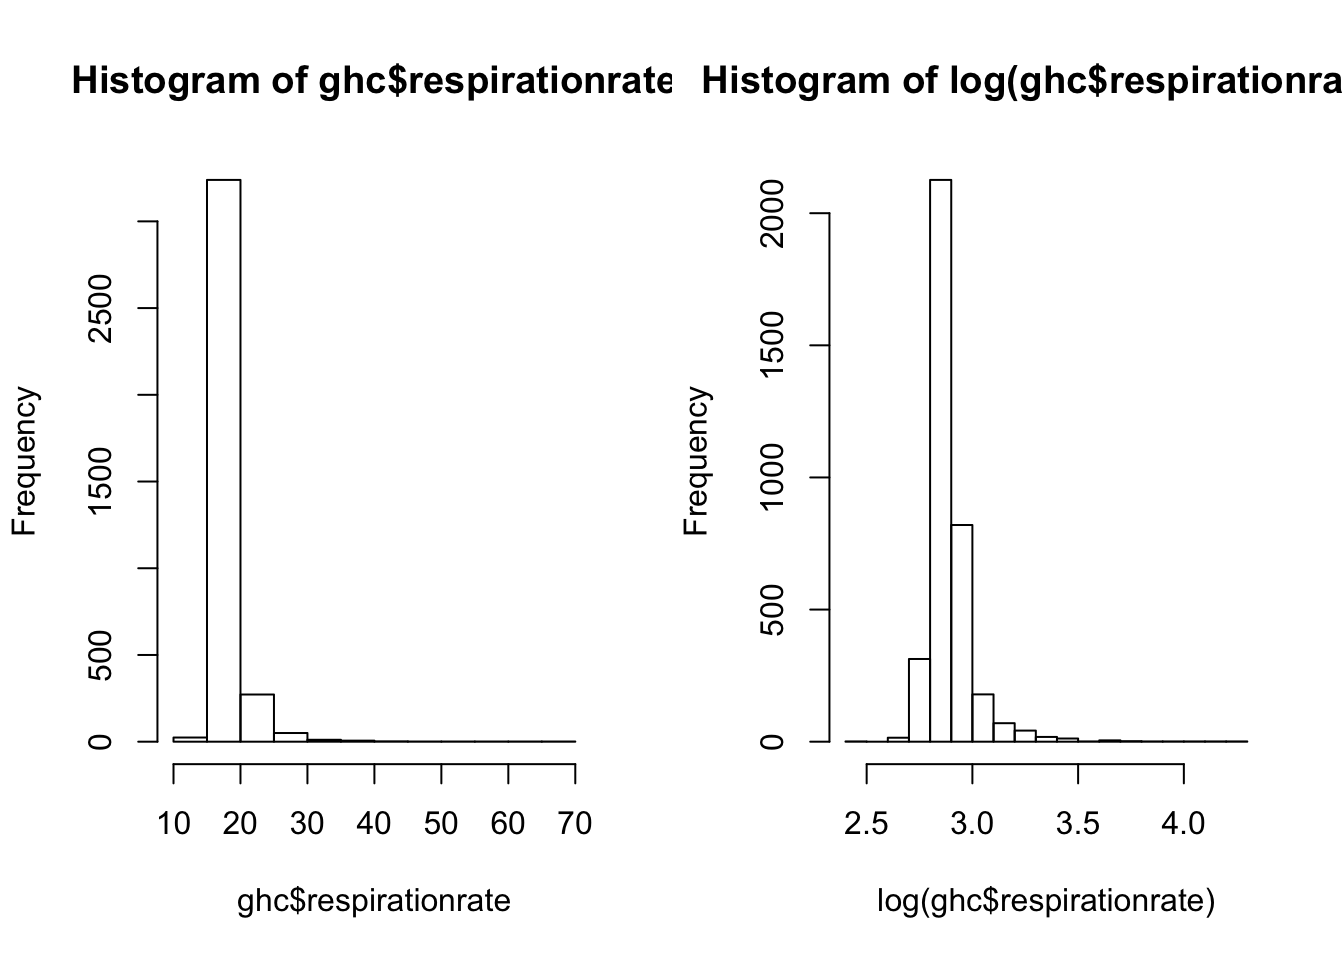 Histogram of ghc$respirationrate
Frequency
2500
1500
500
0
10 20 30 40 50 60 70
ghc$respirationrate
Histogram of log(ghc$respirationra
Frequency
2000
1500
1000
500
0
2.5 3.0 3.5 4.0
log(ghc$respirationrate)